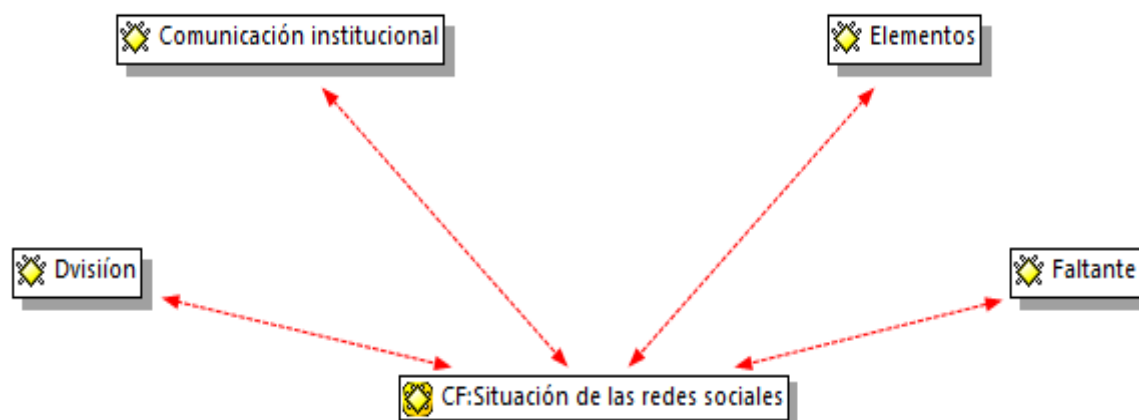 Comunicación institucional
Elementos
Dvisiíon
Faltante
CF:Situación de las redes sociales